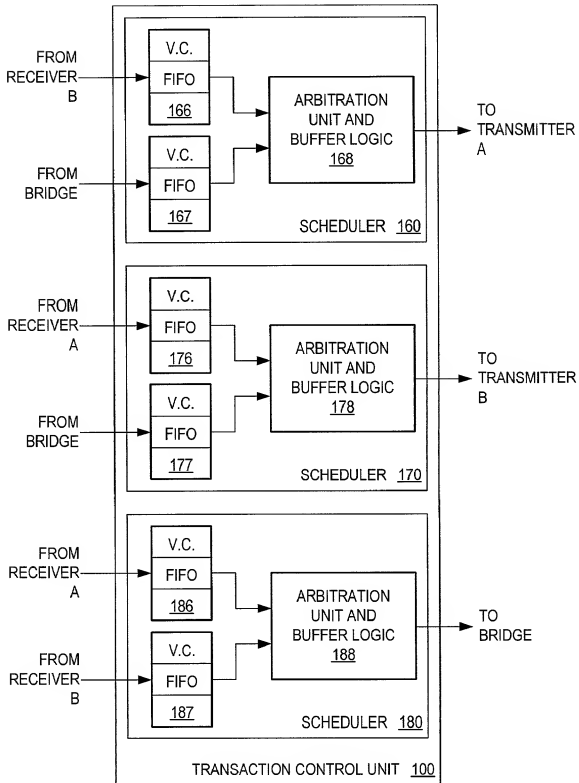 FROM
RECEIVER
B
V.C.
FIFO
166
ARBITRATION
UNIT AND
BUFFER LOGIC
168
TO
TRANSMITTER
A
FROM
BRIDGE
V.C.
FIFO
167
SCHEDULER 160
FROM
RECEIVER
A
V.C.
FIFO
176
ARBITRATION
UNIT AND
BUFFER LOGIC
178
TO
TRANSMITTER
B
FROM
BRIDGE
V.C.
FIFO
177
SCHEDULER 170
FROM
RECEIVER
A
V.C.
FIFO
186
ARBITRATION
UNIT AND
BUFFER LOGIC
188
TO
BRIDGE
FROM
RECEIVER
B
V.C.
FIFO
187
SCHEDULER 180
TRANSACTION CONTROL UNIT 100